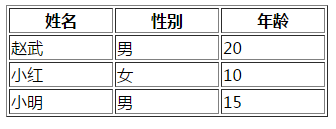 姓名 性别 年龄
赵武 男 20
小红 女 10
小明 男 15